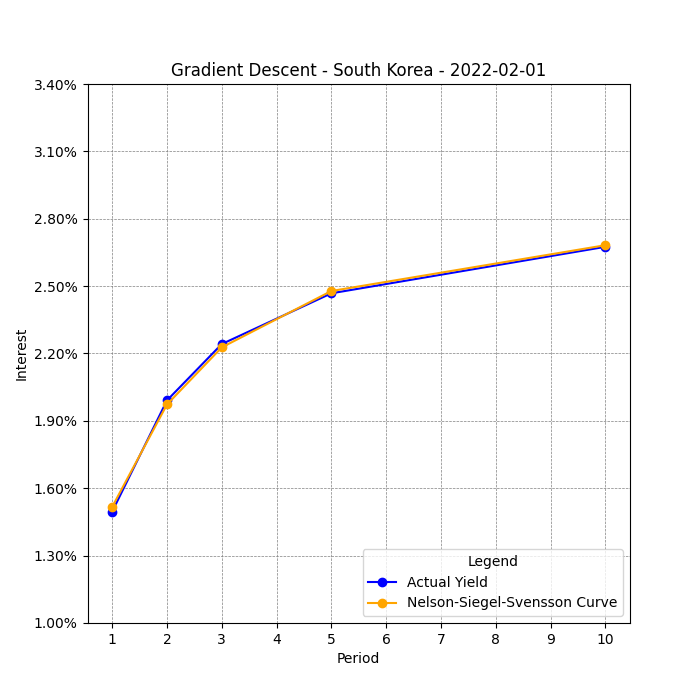 Gradient Descent - South Korea - 2022-02-01
3.40%
3.10%
2.80%
2.50%
2.20%
1.90%
1.60%
1.30%
1.00%
Interest
1 2 3 4 5 6 7 8 9 10
Period
Legend
Actual Yield
Nelson-Siegel-Svensson Curve